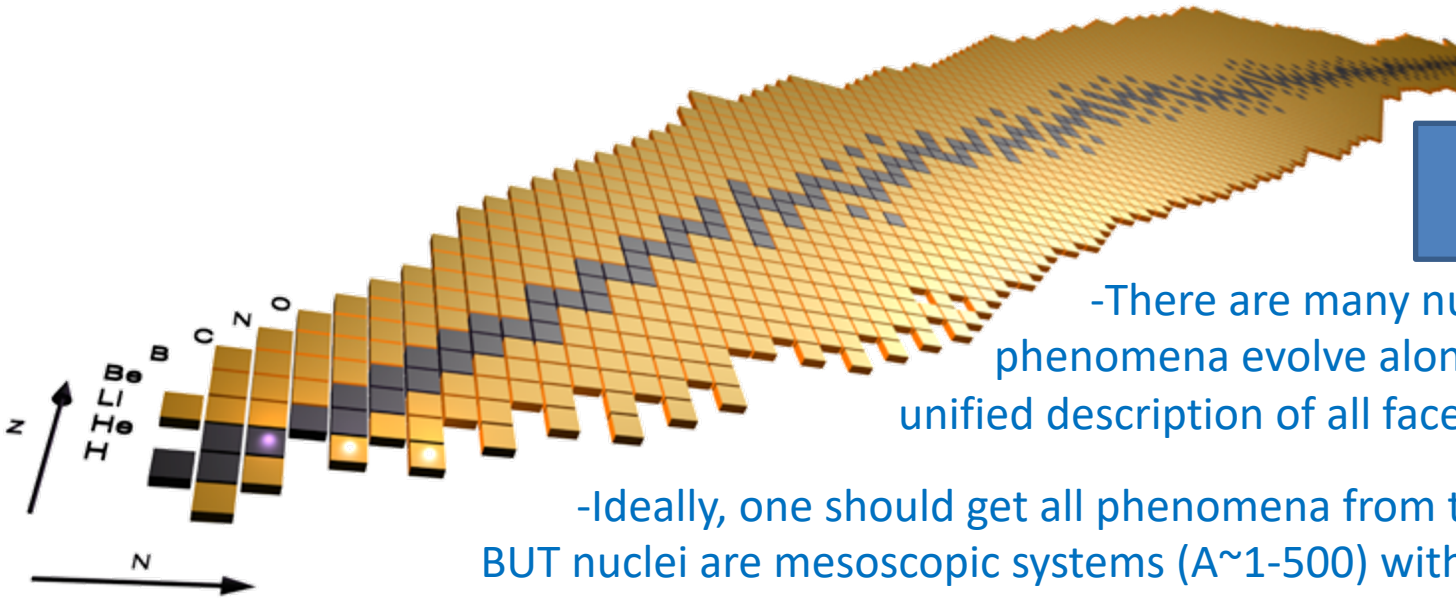 O
N
C
B
Be
Li
He
H
Z
N
-There are many nu
phenomena evolve alon
unified description of all face
-Ideally, one should get all phenomena from t
BUT nuclei are mesoscopic systems (A~1-500) with